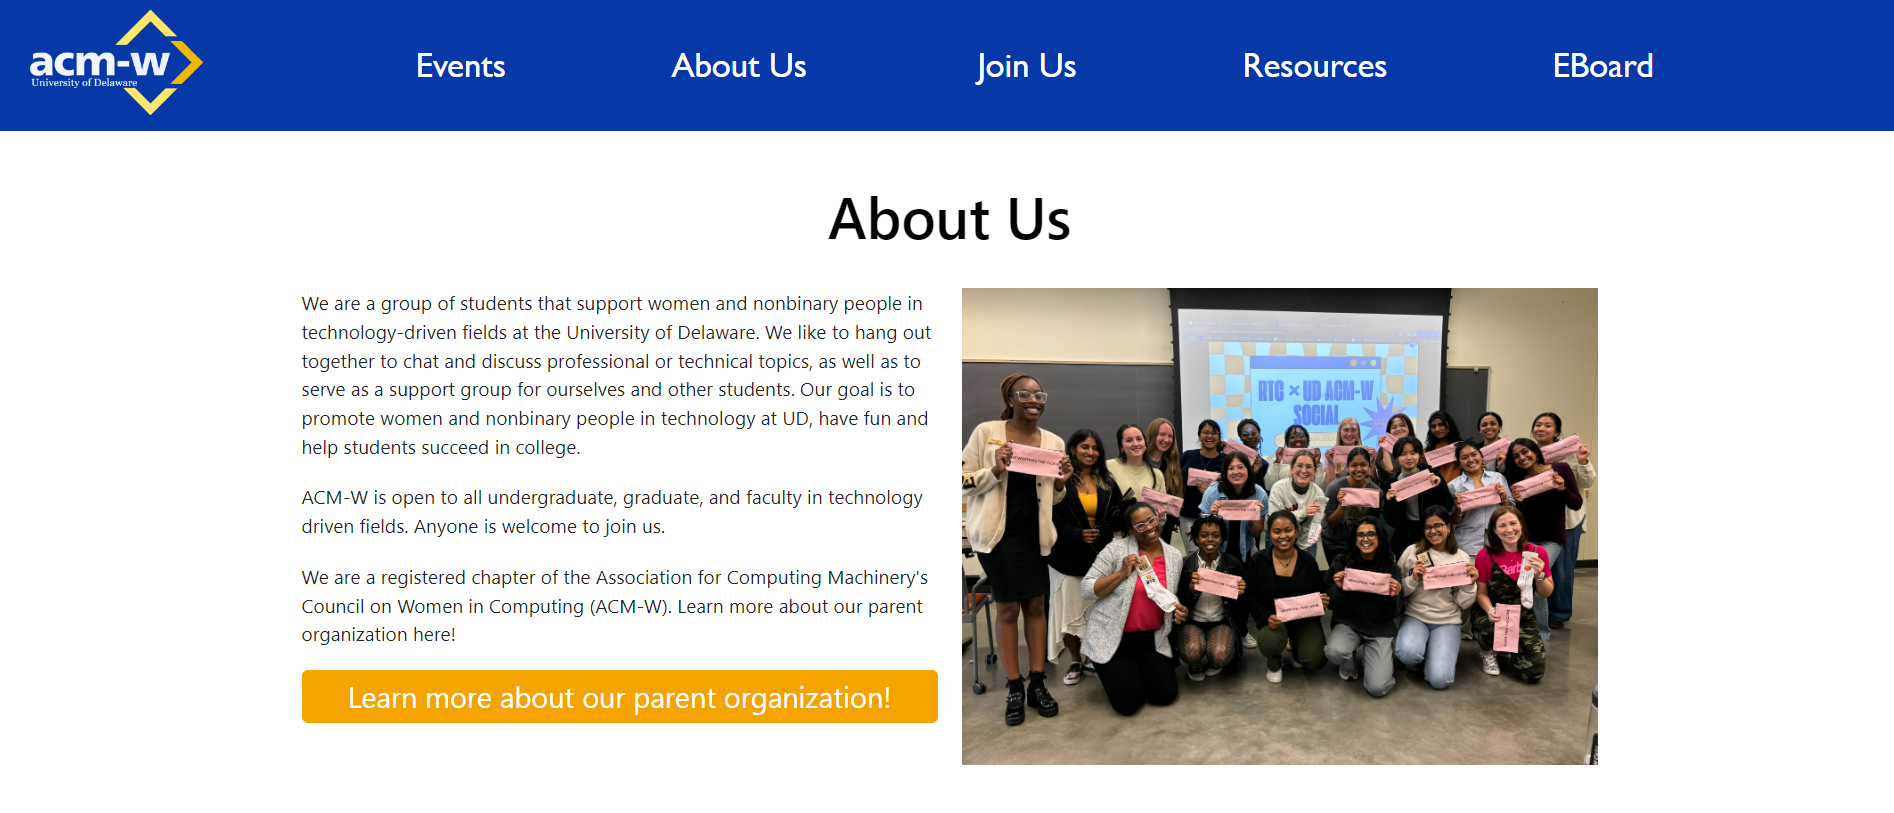 acm-w
University of Delaware
Events
About Us
Join Us
Resources
EBoard
About Us
We are a group of students that support women and nonbinary people in
technology-driven fields at the University of Delaware. We like to hang out
together to chat and discuss professional or technical topics, as well as to
serve as a support group for ourselves and other students. Our goal is to
promote women and nonbinary people in technology at UD, have fun and
help students succeed in college.
ACM-W is open to all undergraduate, graduate, and faculty in technology
driven fields. Anyone is welcome to join us.
We are a registered chapter of the Association for Computing Machinery's
Council on Women in Computing (ACM-W). Learn more about our parent
organization here!
Learn more about our parent organization!
RTC × UD ACM-W
SOCIAL
Barbie